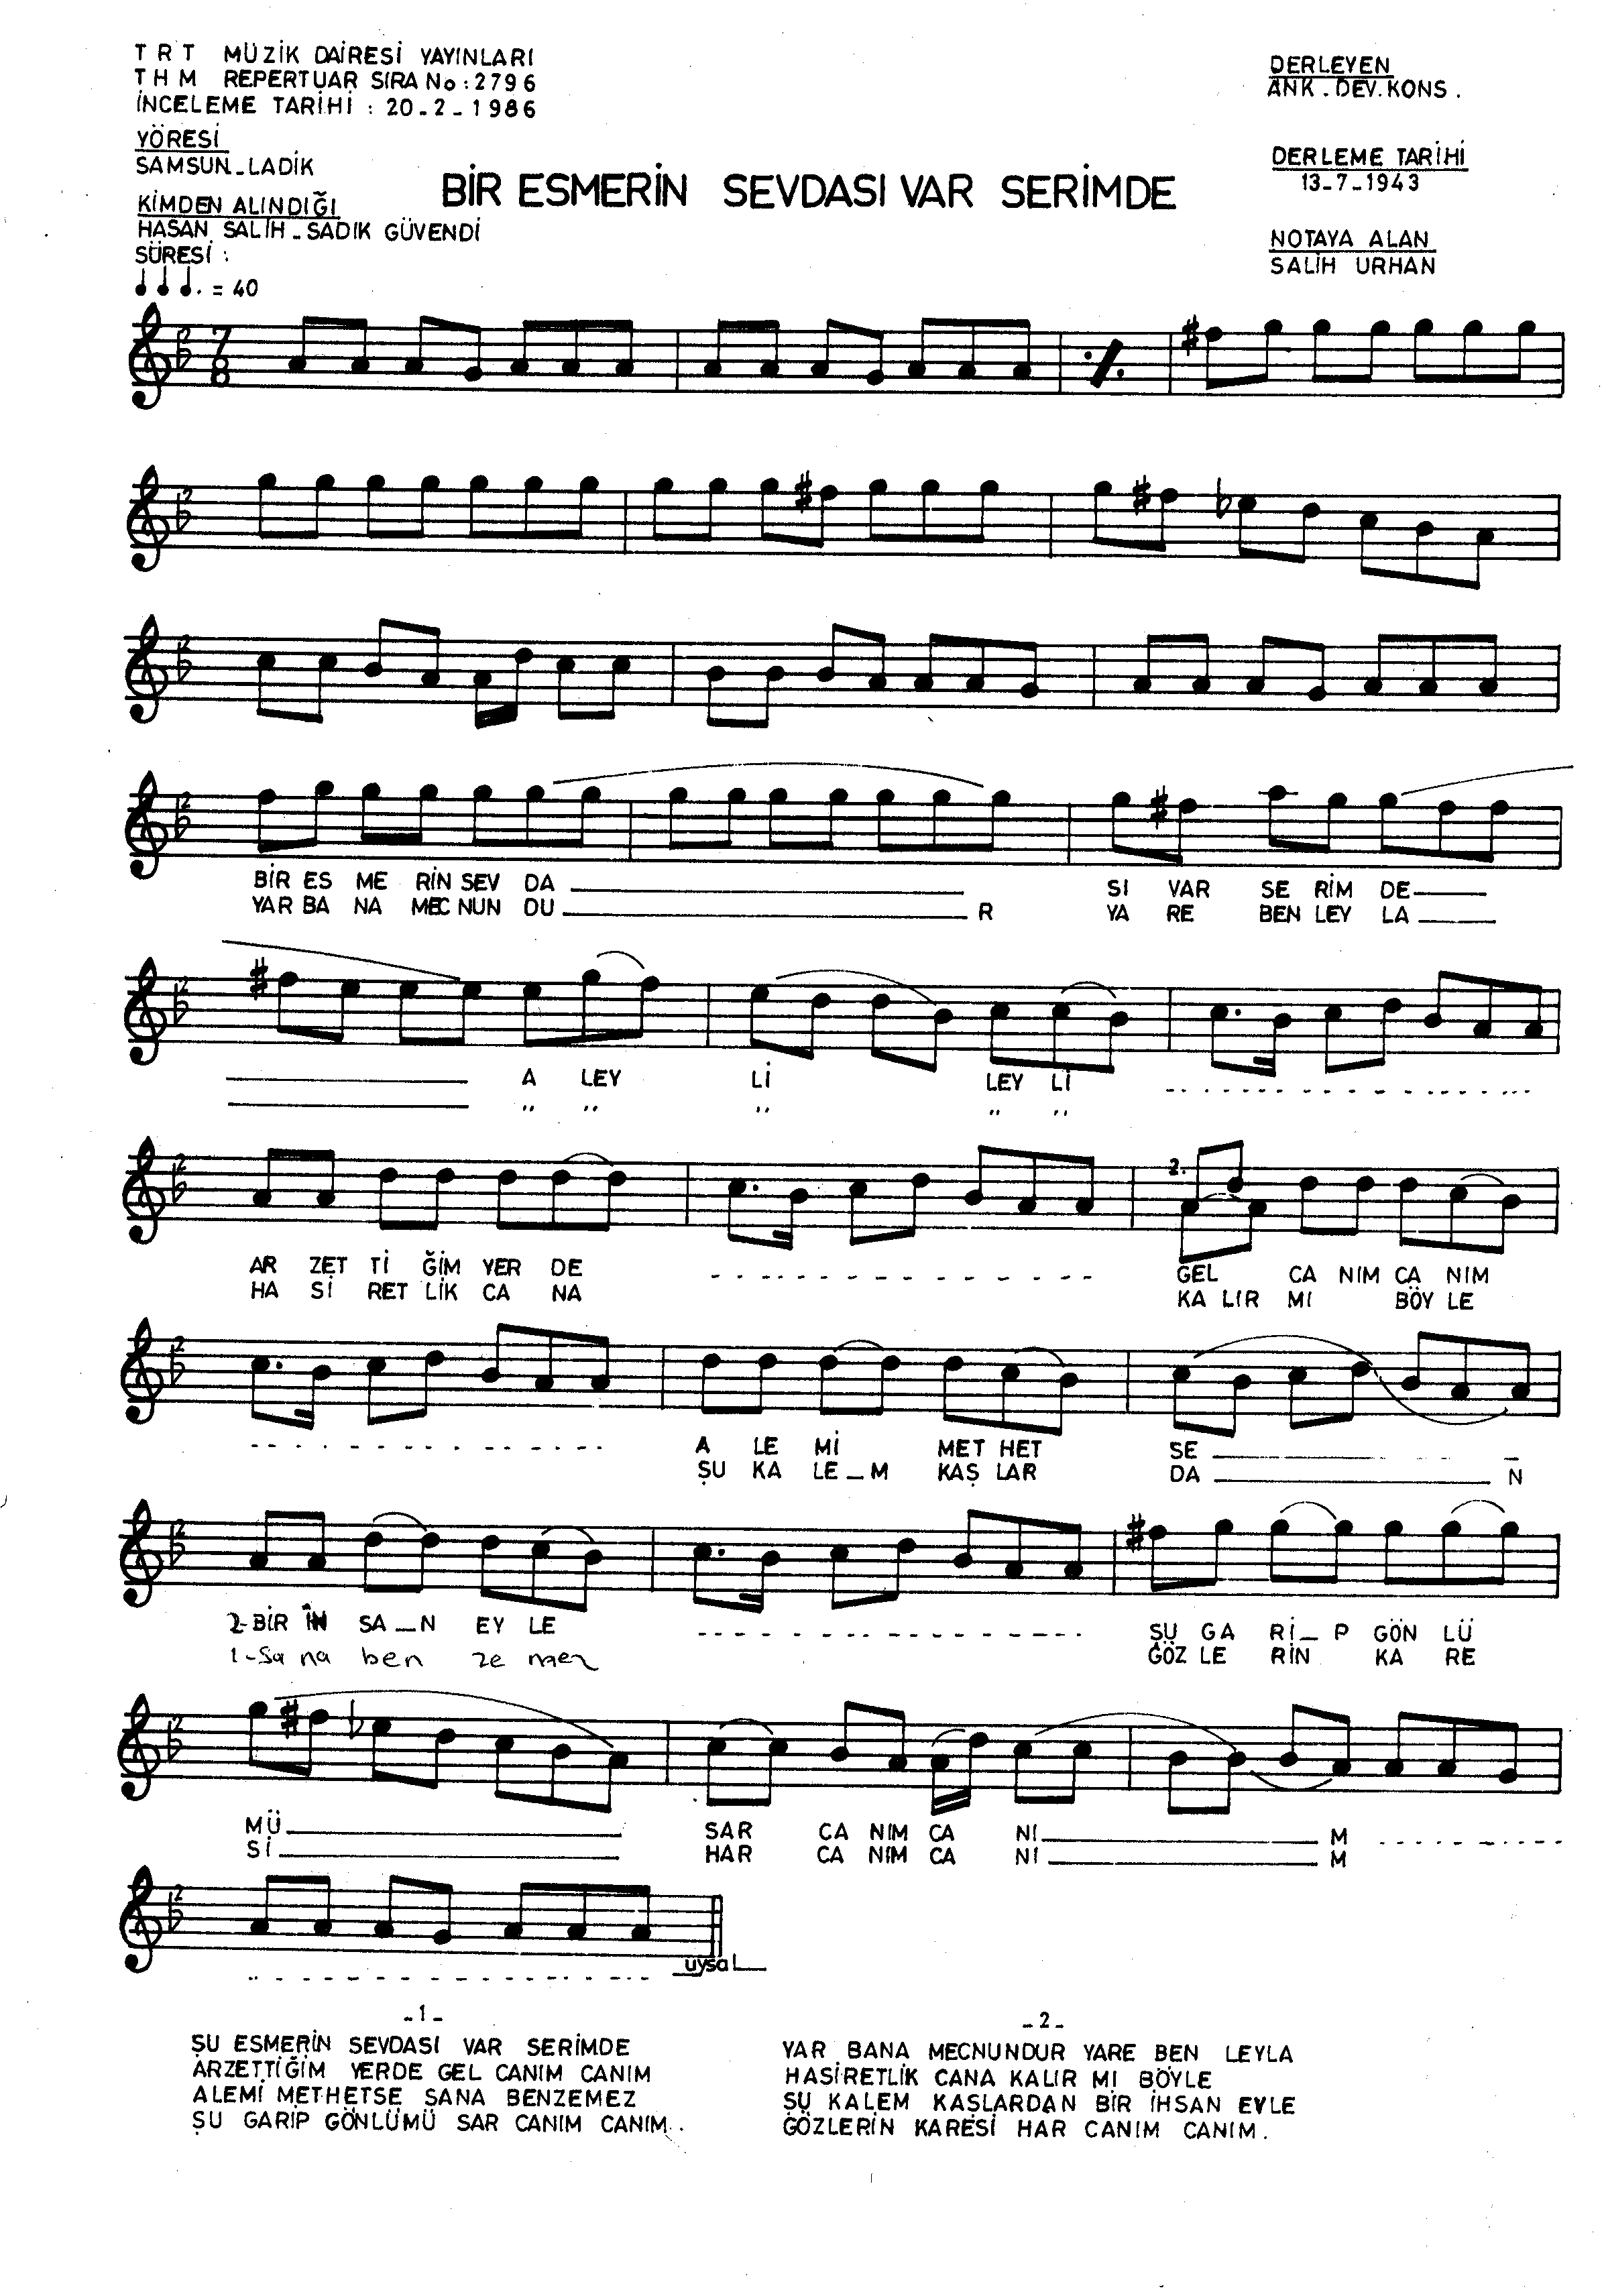 TRT MÜZİK DAİRESİ YAYINLARI
THM REPERTUAR SIRA No : 2796
İNCELEME TARİHİ : 20-2-1986
YÖRESİ
SAMSUN-LADİK
KİMDEN ALINDIĞI
HASAN SALİH-SADIK GÜVENDİ
SÜRESİ :
= 40
BİR ESMERİN SEVDASI VAR SERİMDE
DERLEYEN
ANK. DEV. KONS.
DERLEME TARİHİ
13-7-1943
NOTAYA ALAN
SALİH URHAN
7
8
BİR ES ME RİN SEV DA SI VAR SE RİM DE
YAR BA NA MEC NUN DU R YA RE BEN LEY LA
A LEY Lİ LEY Lİ
" " " " "
2.
AR ZET Tİ ĞİM YER DE GEL CA NIM CA NIM
HA Sİ RET LİK CA NA KA LIR MI BÖY LE
A LE Mİ MET HET SE
ŞU KA LE_M KAŞ LAR DA N
2-BİR İN SA_N EY LE ŞU GA Rİ_P GÖN LÜ
1-Sa na ben ze mez GÖZ LE RİN KA RE
MÜ SAR CA NIM CA NI M
Sİ HAR CA NIM CA NI M
uysal
-1-
ŞU ESMERİN SEVDASI VAR SERİMDE
ARZETTİĞİM YERDE GEL CANIM CANIM
ALEMİ METHETSE SANA BENZEMEZ
ŞU GARİP GÖNLÜMÜ SAR CANIM CANIM.
-2-
YAR BANA MECNUNDUR YARE BEN LEYLA
HASİRETLİK CANA KALIR MI BÖYLE
ŞU KALEM KAŞLARDAN BİR İHSAN EYLE
GÖZLERİN KARESİ HAR CANIM CANIM.